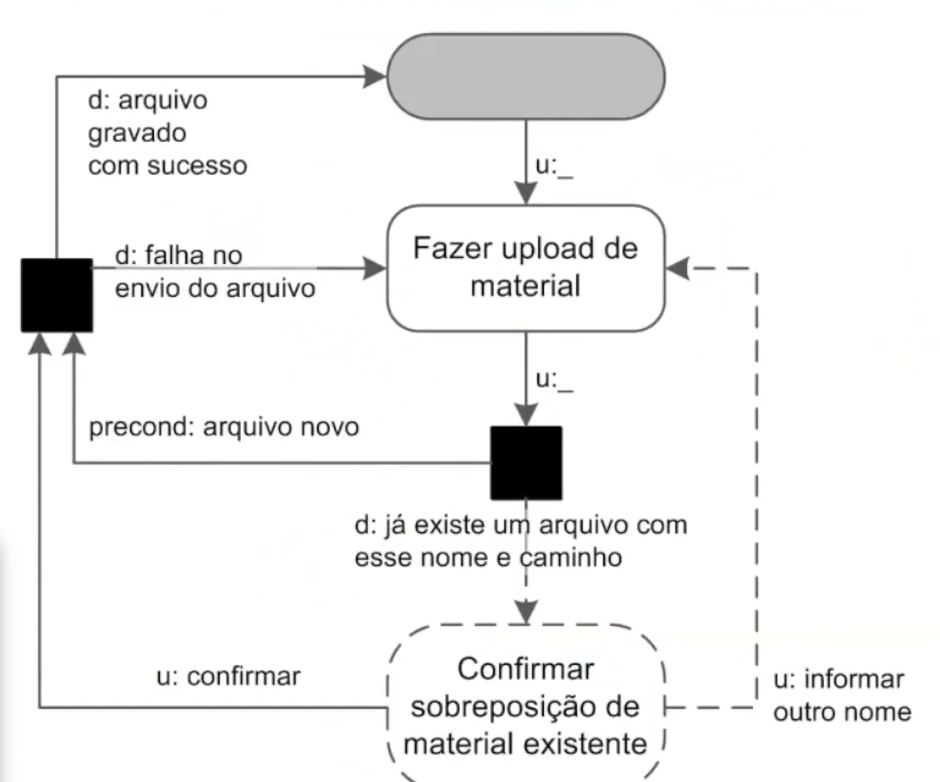 d: arquivo
gravado
com sucesso
u:_
d: falha no
envio do arquivo
Fazer upload de
material
u:_
precond: arquivo novo
d: já existe um arquivo com
esse nome e caminho
u: confirmar
Confirmar
sobreposição de
material existente
u: informar
outro nome